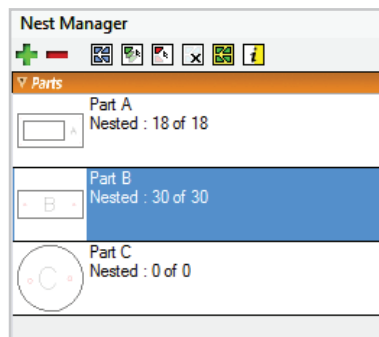 Nest Manager
Parts
Part A
Nested : 18 of 18
A
Part B
Nested : 30 of 30
B
Part C
Nested : 0 of 0
C